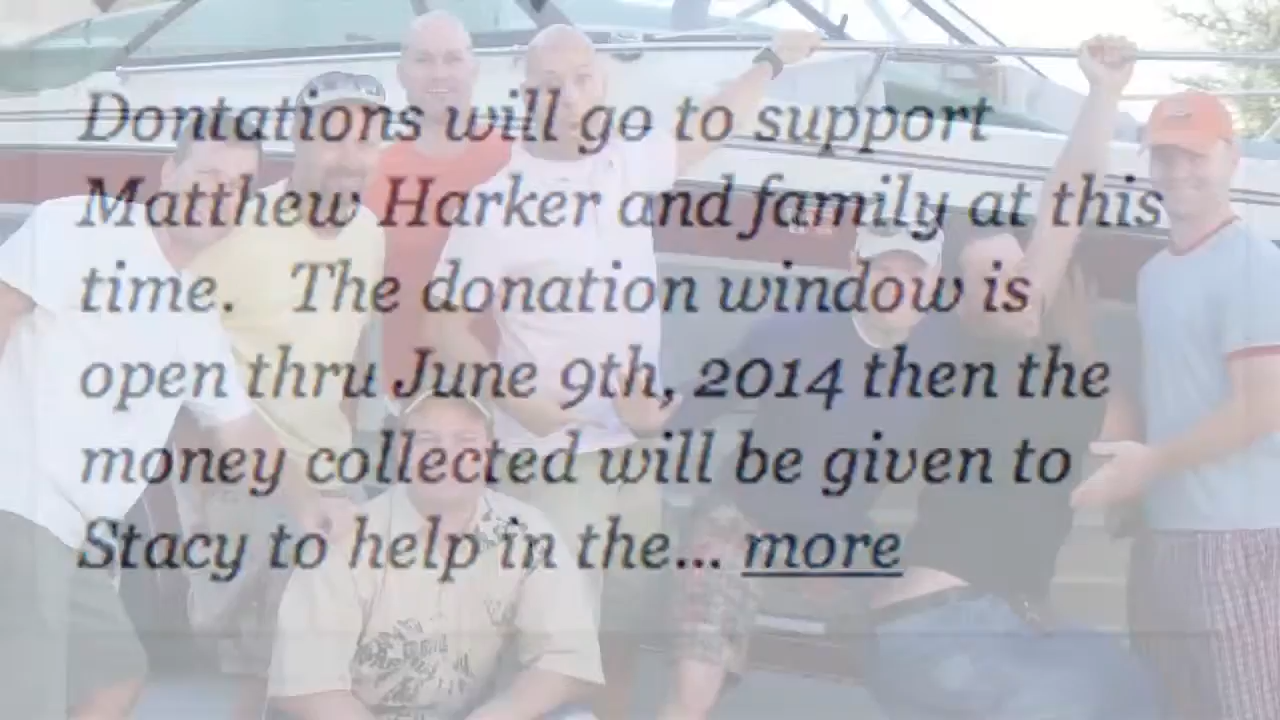 Dontations will go to support
Matthew Harker and family at this
time. The donation window is
open thru June 9th, 2014 then the
money collected will be given to
Stacy to help in the... more